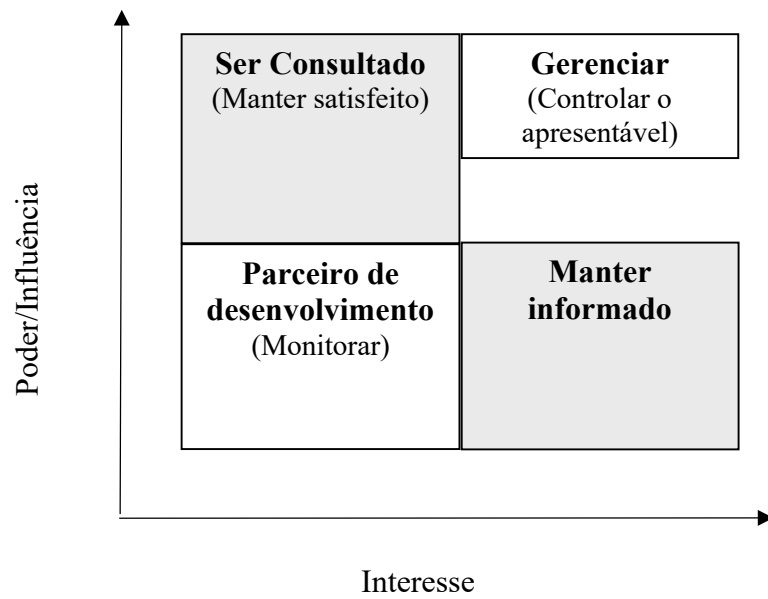 Ser Consultado
(Manter satisfeito)
Gerenciar
(Controlar o
apresentável)
Poder/Influência
Parceiro de
desenvolvimento
(Monitorar)
Manter
informado
Interesse